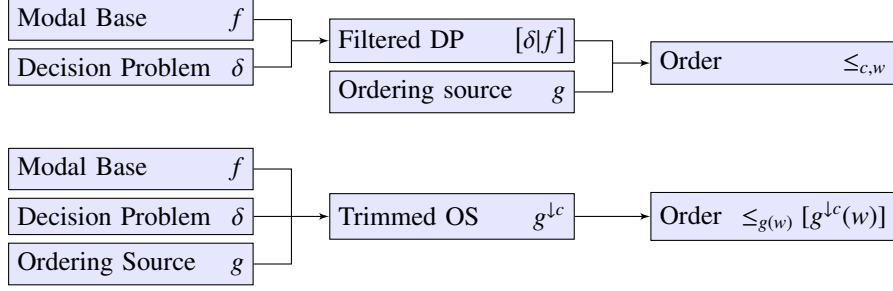 Modal Base f
Filtered DP [δ|f]
Decision Problem δ
Order ≤c,w
Ordering source g
Modal Base f
Decision Problem δ
Trimmed OS g↓c
Order ≤g(w) [g↓c(w)]
Ordering Source g